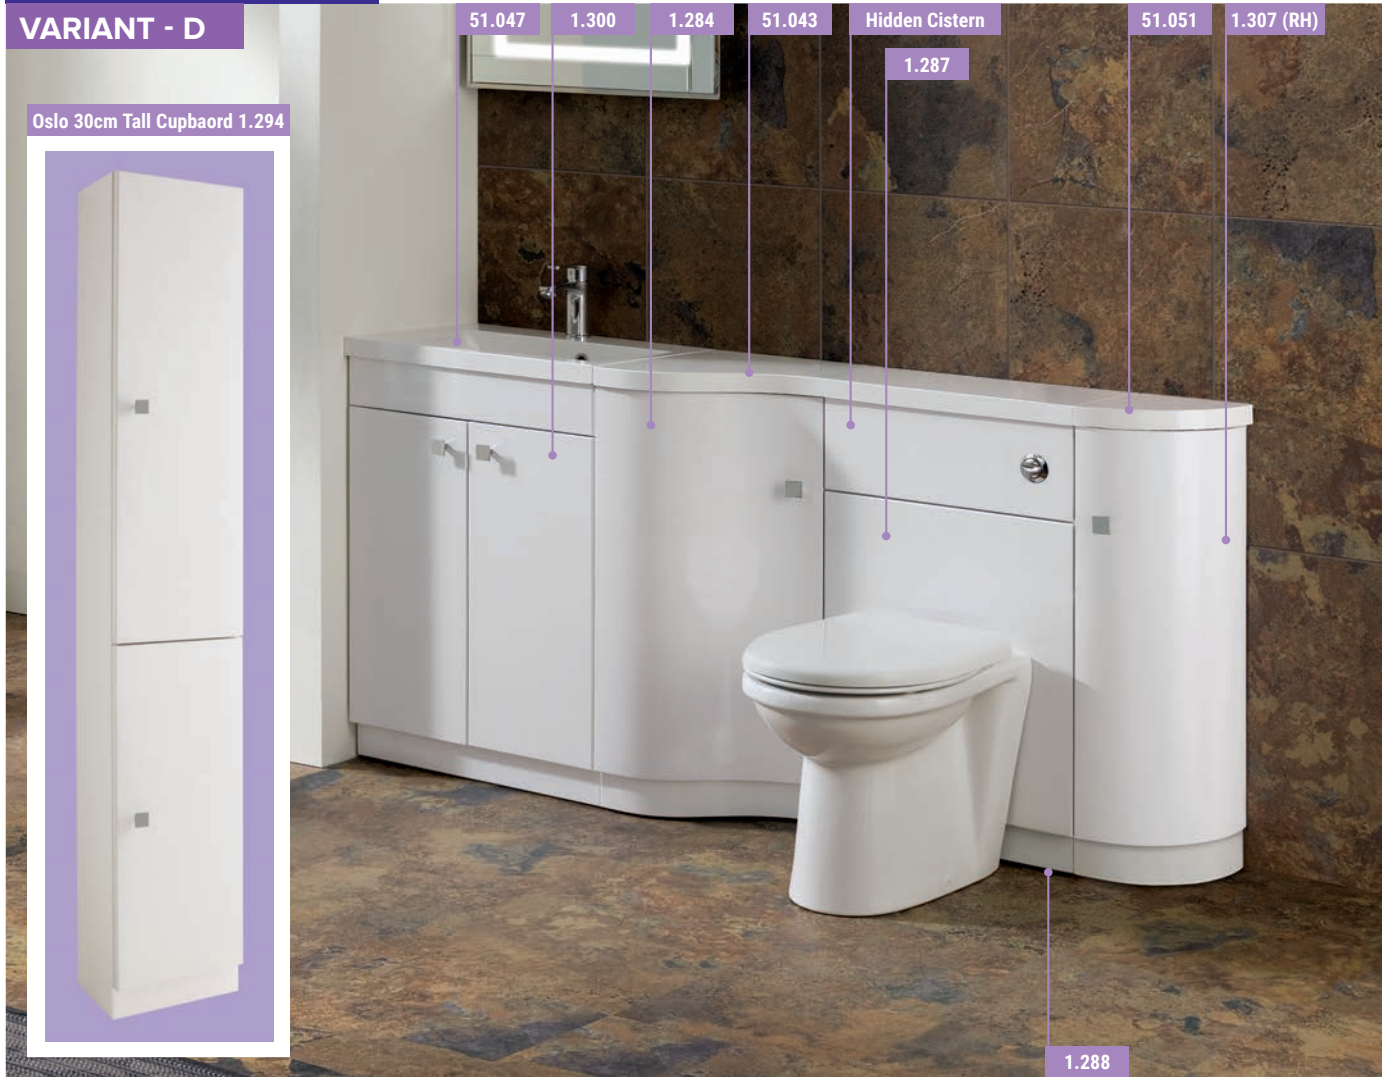 VARIANT - D
51.047
1.300
1.284
51.043
Hidden Cistern
51.051
1.307 (RH)
1.287
Oslo 30cm Tall Cupbaord 1.294
1.288